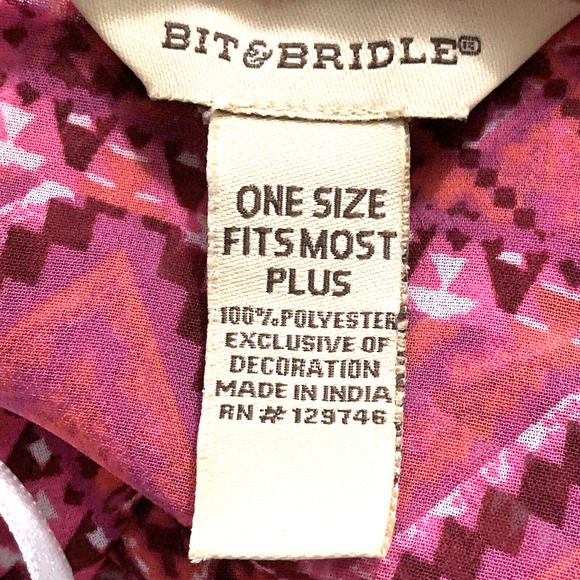 BIT&BRIDLE®
ONE SIZE
FITS MOST
PLUS
100% POLYESTER
EXCLUSIVE OF
DECORATION
MADE IN INDIA
RN # 129746